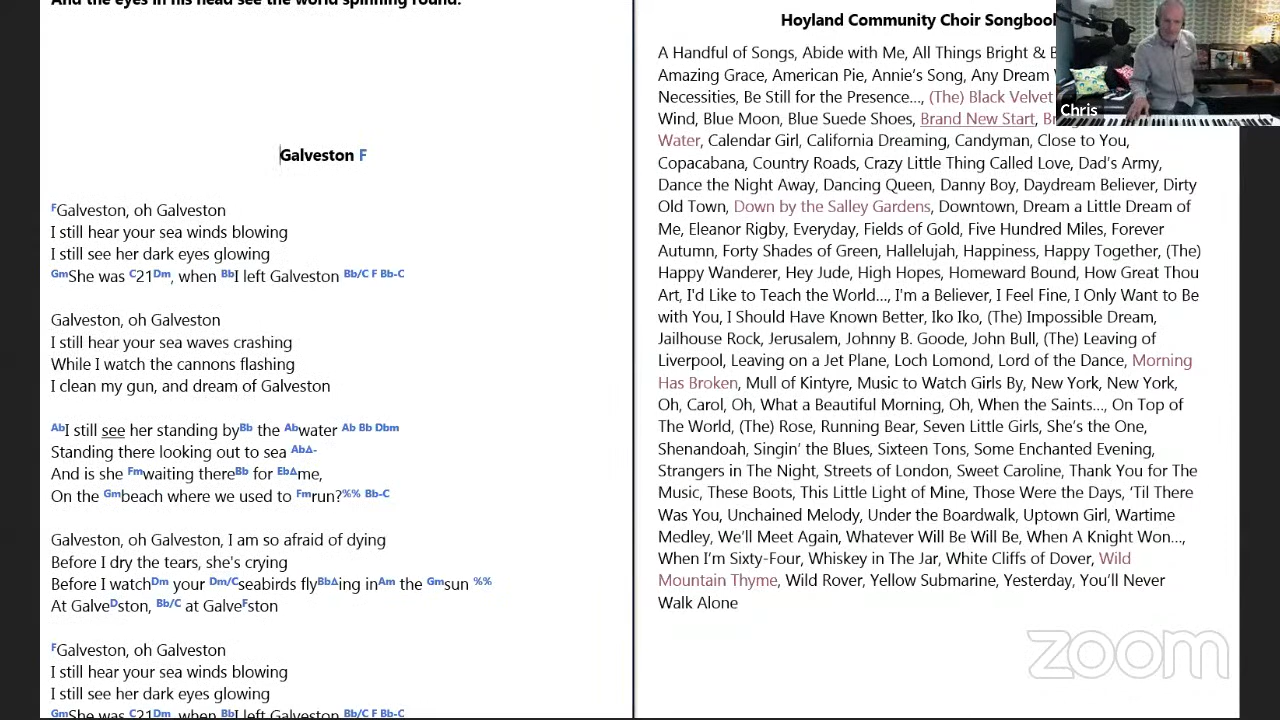 And the eyes in his head see the world spinning round.
Galveston F
FGalveston, oh Galveston
I still hear your sea winds blowing
I still see her dark eyes glowing
GmShe was C21Dm, when BbI left Galveston Bb/C F Bb-C
Galveston, oh Galveston
I still hear your sea waves crashing
While I watch the cannons flashing
I clean my gun, and dream of Galveston
AbI still see her standing byBb the Abwater Ab Bb Dbm
Standing there looking out to sea AbΔ-
And is she Fmwaiting thereBb for EbΔme,
On the Gmbeach where we used to Fmrun?%% Bb-C
Galveston, oh Galveston, I am so afraid of dying
Before I dry the tears, she's crying
Before I watchDm your Dm/Cseabirds flyBbΔing inAm the Gmsun %%
At GalveDston, Bb/C at GalveFston
FGalveston, oh Galveston
I still hear your sea winds blowing
I still see her dark eyes glowing
GmShe was C21Dm, when BbI left Galveston Bb/C F Bb-C
Hoyland Community Choir Songbook
A Handful of Songs, Abide with Me, All Things Bright & B
Amazing Grace, American Pie, Annie's Song, Any Dream
Necessities, Be Still for the Presence..., (The) Black Velvet
Wind, Blue Moon, Blue Suede Shoes, Brand New Start, Br
Water, Calendar Girl, California Dreaming, Candyman, Close to You,
Copacabana, Country Roads, Crazy Little Thing Called Love, Dad's Army,
Dance the Night Away, Dancing Queen, Danny Boy, Daydream Believer, Dirty
Old Town, Down by the Salley Gardens, Downtown, Dream a Little Dream of
Me, Eleanor Rigby, Everyday, Fields of Gold, Five Hundred Miles, Forever
Autumn, Forty Shades of Green, Hallelujah, Happiness, Happy Together, (The)
Happy Wanderer, Hey Jude, High Hopes, Homeward Bound, How Great Thou
Art, I'd Like to Teach the World..., I'm a Believer, I Feel Fine, I Only Want to Be
with You, I Should Have Known Better, Iko Iko, (The) Impossible Dream,
Jailhouse Rock, Jerusalem, Johnny B. Goode, John Bull, (The) Leaving of
Liverpool, Leaving on a Jet Plane, Loch Lomond, Lord of the Dance, Morning
Has Broken, Mull of Kintyre, Music to Watch Girls By, New York, New York,
Oh, Carol, Oh, What a Beautiful Morning, Oh, When the Saints..., On Top of
The World, (The) Rose, Running Bear, Seven Little Girls, She's the One,
Shenandoah, Singin' the Blues, Sixteen Tons, Some Enchanted Evening,
Strangers in The Night, Streets of London, Sweet Caroline, Thank You for The
Music, These Boots, This Little Light of Mine, Those Were the Days, 'Til There
Was You, Unchained Melody, Under the Boardwalk, Uptown Girl, Wartime
Medley, We'll Meet Again, Whatever Will Be Will Be, When A Knight Won...,
When I'm Sixty-Four, Whiskey in The Jar, White Cliffs of Dover, Wild
Mountain Thyme, Wild Rover, Yellow Submarine, Yesterday, You'll Never
Walk Alone
Chris
zoom